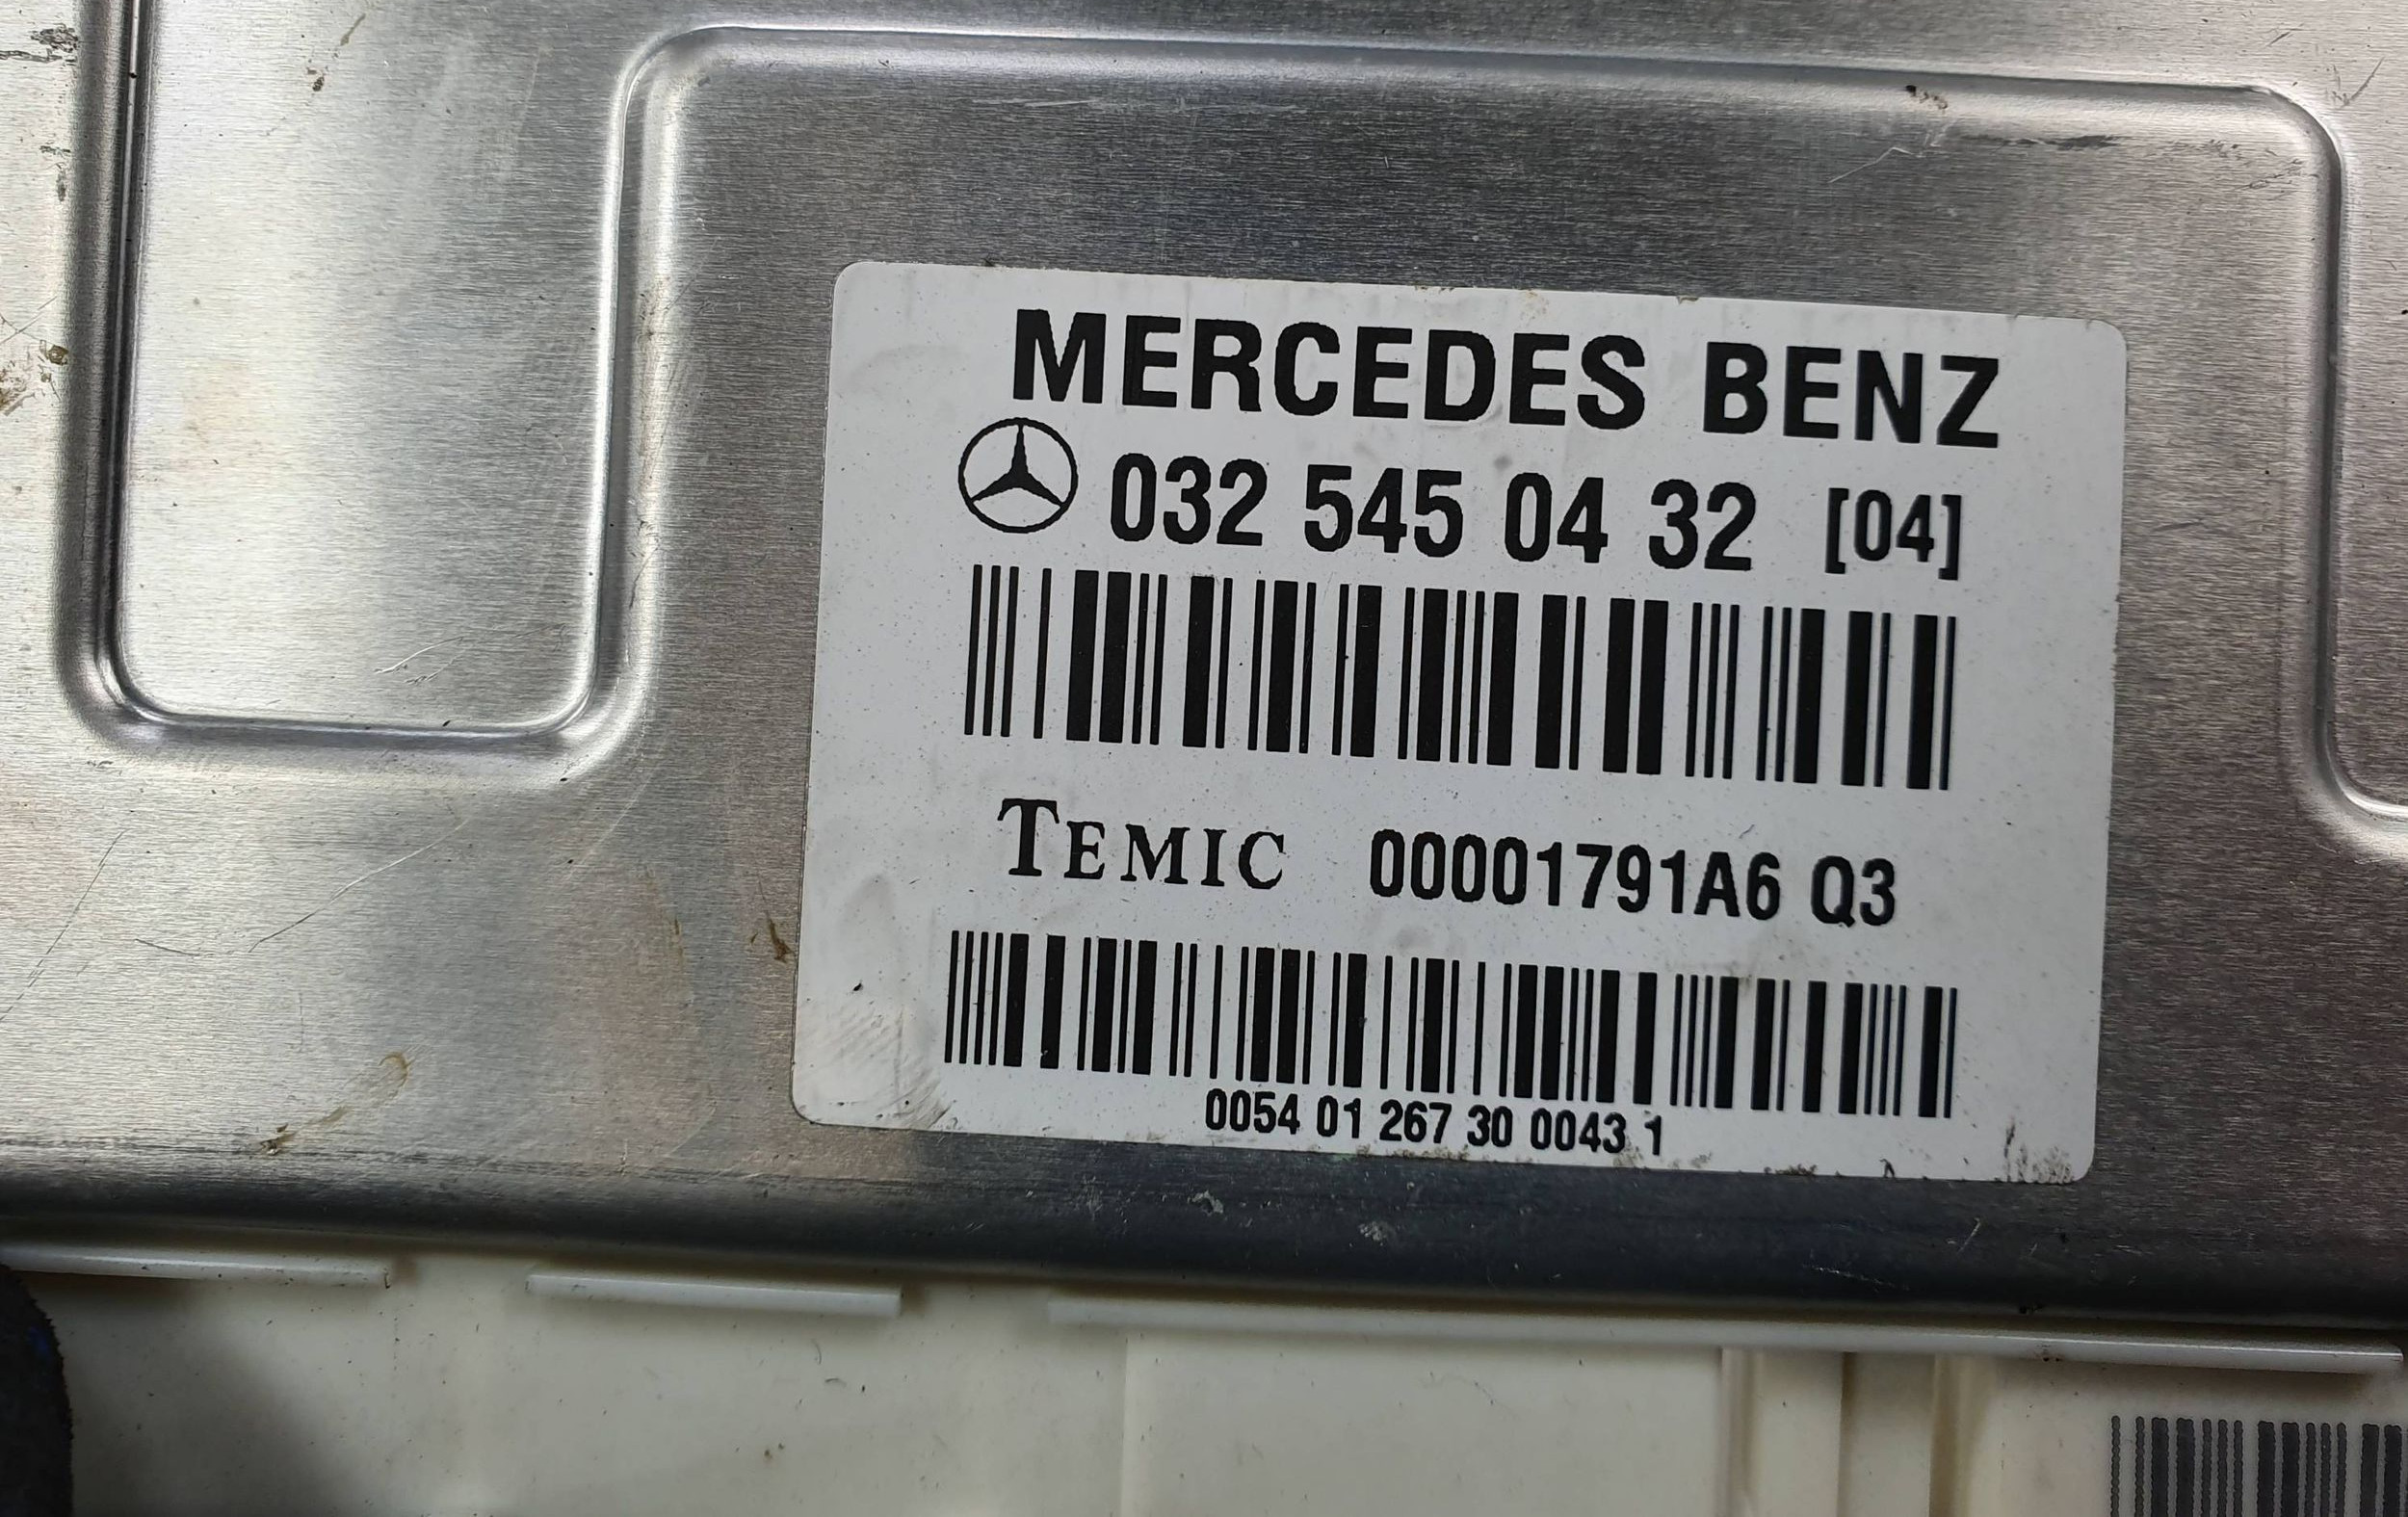 MERCEDES BENZ
032 545 04 32 [04]
TEMIC 00001791A6 Q3
0054 01 267 30 0043 1